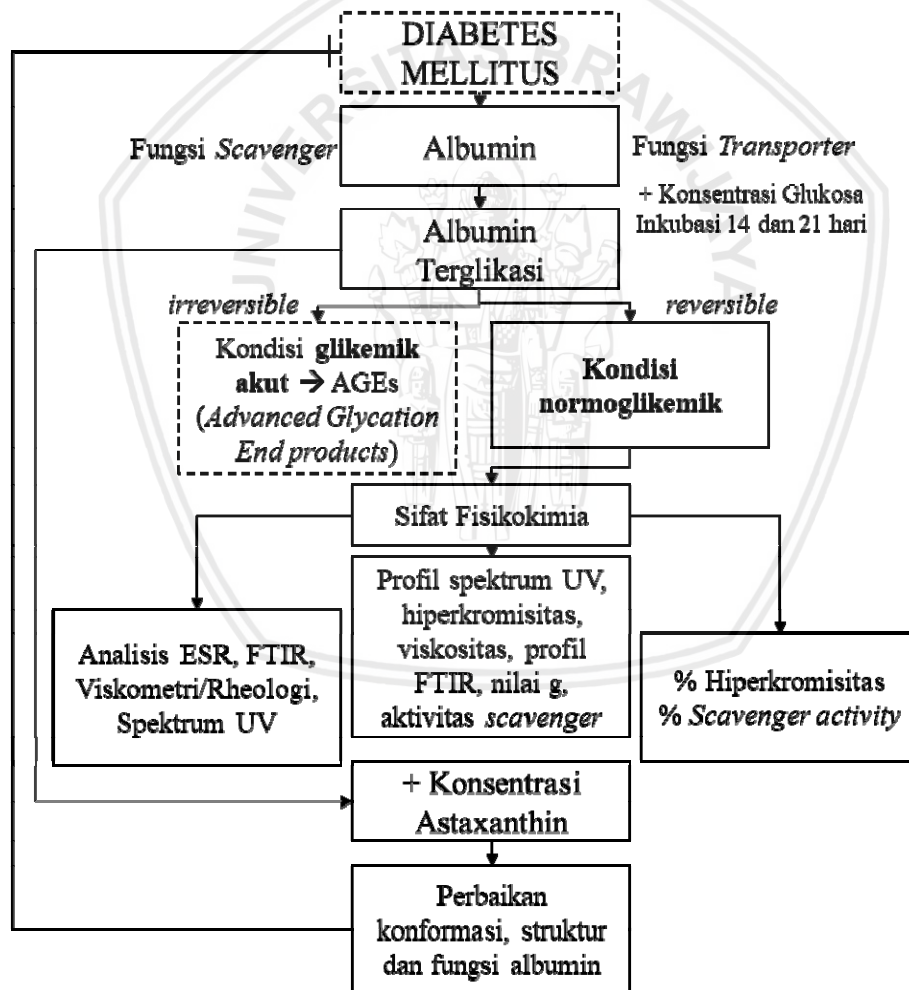 DIABETES
MELLITUS
Fungsi Scavenger
Albumin
Fungsi Transporter
+ Konsentrasi Glukosa
Inkubasi 14 dan 21 hari
Albumin
Terglikasi
irreversible
reversible
Kondisi glikemik
akut → AGEs
(Advanced Glycation
End products)
Kondisi
normoglikemik
Sifat Fisikokimia
Analisis ESR, FTIR,
Viskometri/Rheologi,
Spektrum UV
Profil spektrum UV,
hiperkromisitas,
viskositas, profil
FTIR, nilai g,
aktivitas scavenger
% Hiperkromisitas
% Scavenger activity
+ Konsentrasi
Astaxanthin
Perbaikan
konformasi, struktur
dan fungsi albumin
UNIVERSITAS BRAWIJAYA